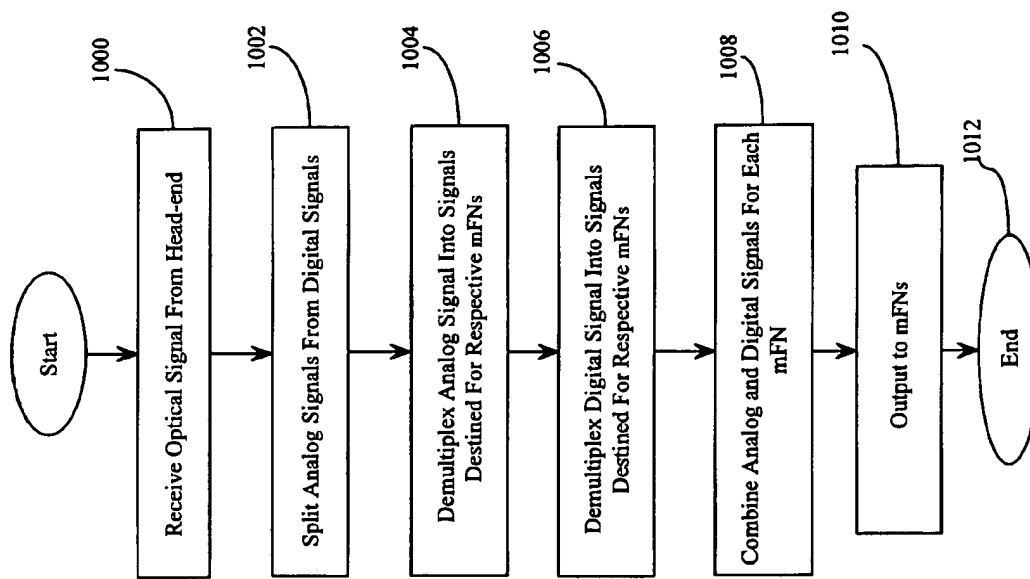 Start
Receive Optical Signal From Head-end
1000
Split Analog Signals From Digital Signals
1002
Demultiplex Analog Signal Into Signals
Destined For Respective mFNs
1004
Demultiplex Digital Signal Into Signals
Destined For Respective mFNs
1006
Combine Analog and Digital Signals For Each
mFN
1008
Output to mFNs
1010
End
1012